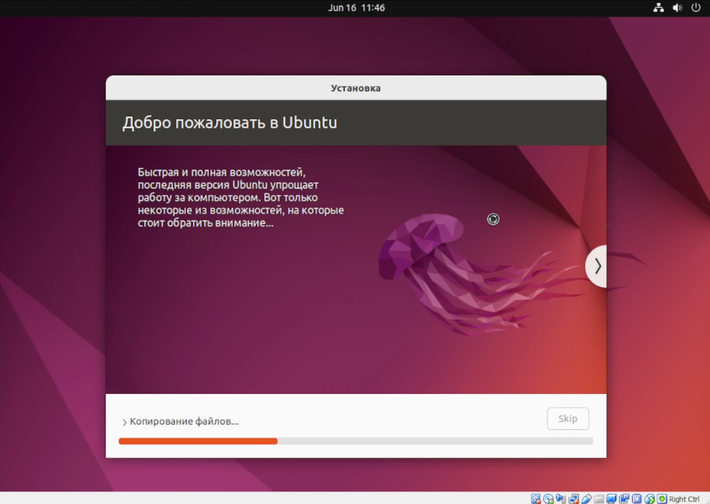 Jun 16 11:46
Установка
Добро пожаловать в Ubuntu
Быстрая и полная возможностей,
последняя версия Ubuntu упрощает
работу за компьютером. Вот только
некоторые из возможностей, на которые
стоит обратить внимание...
Копирование файлов...
Skip
Right Ctrl